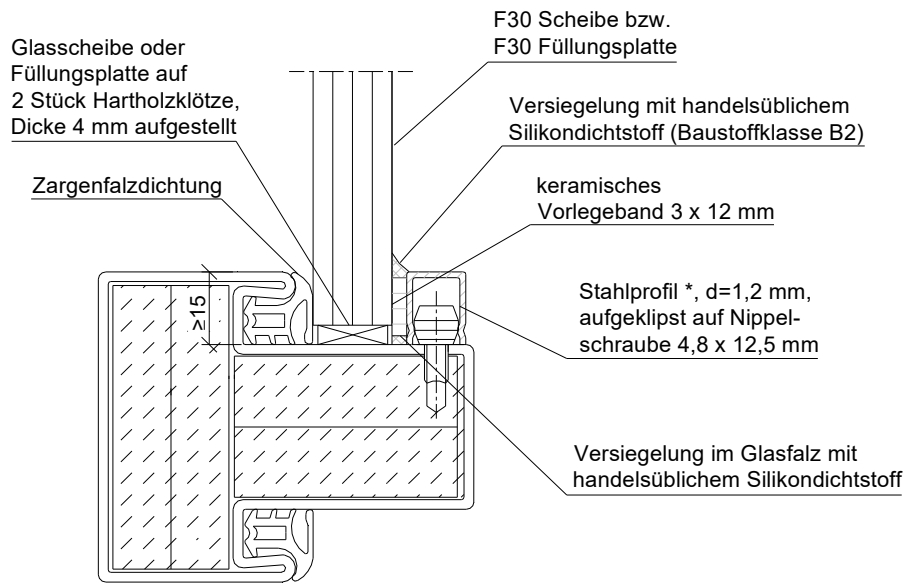 F30 Scheibe bzw.
F30 Füllungsplatte
Glasscheibe oder
Füllungsplatte auf
2 Stück Hartholzklötze,
Dicke 4 mm aufgestellt
Versiegelung mit handelsüblichem
Silikondichtstoff (Baustoffklasse B2)
Zargenfalzdichtung
keramisches
Vorlegeband 3 x 12 mm
≥15
Stahlprofil *, d=1,2 mm,
aufgeklipst auf Nippel-
schraube 4,8 x 12,5 mm
Versiegelung im Glasfalz mit
handelsüblichem Silikondichtstoff